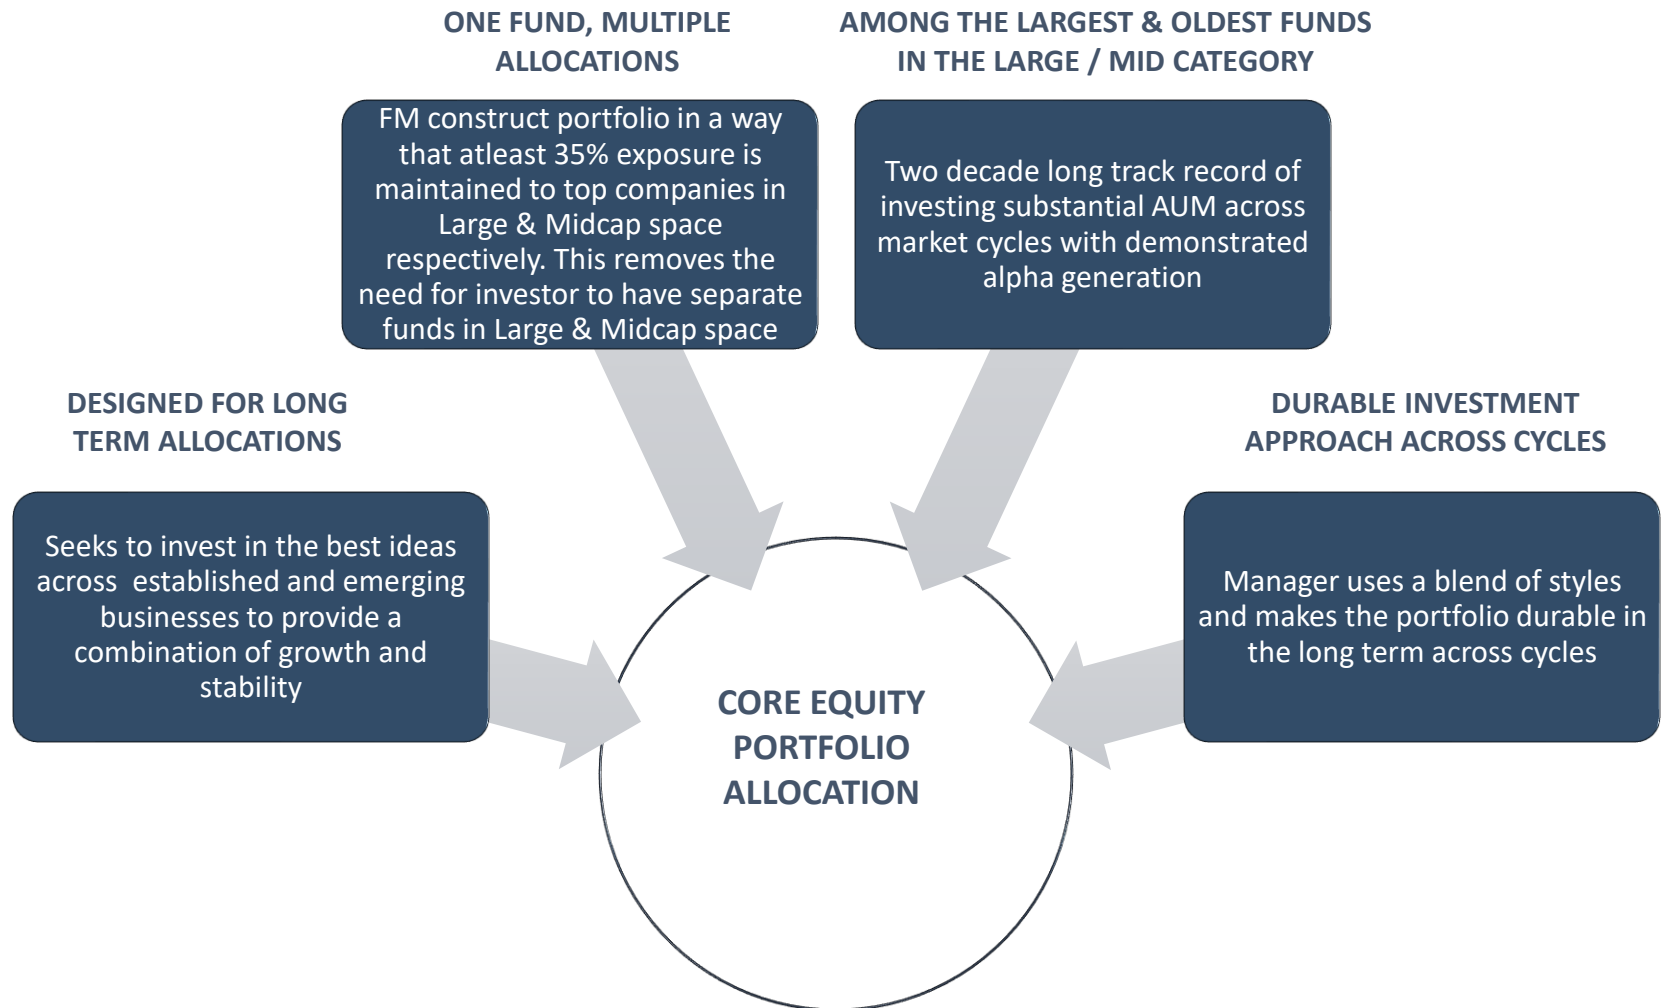 ONE FUND, MULTIPLE
ALLOCATIONS
FM construct portfolio in a way
that atleast 35% exposure is
maintained to top companies in
Large & Midcap space
respectively. This removes the
need for investor to have separate
funds in Large & Midcap space
AMONG THE LARGEST & OLDEST FUNDS
IN THE LARGE / MID CATEGORY
Two decade long track record of
investing substantial AUM across
market cycles with demonstrated
alpha generation
DESIGNED FOR LONG
TERM ALLOCATIONS
Seeks to invest in the best ideas
across  established and emerging
businesses to provide a
combination of growth and
stability
DURABLE INVESTMENT
APPROACH ACROSS CYCLES
Manager uses a blend of styles
and makes the portfolio durable in
the long term across cycles
CORE EQUITY
PORTFOLIO
ALLOCATION